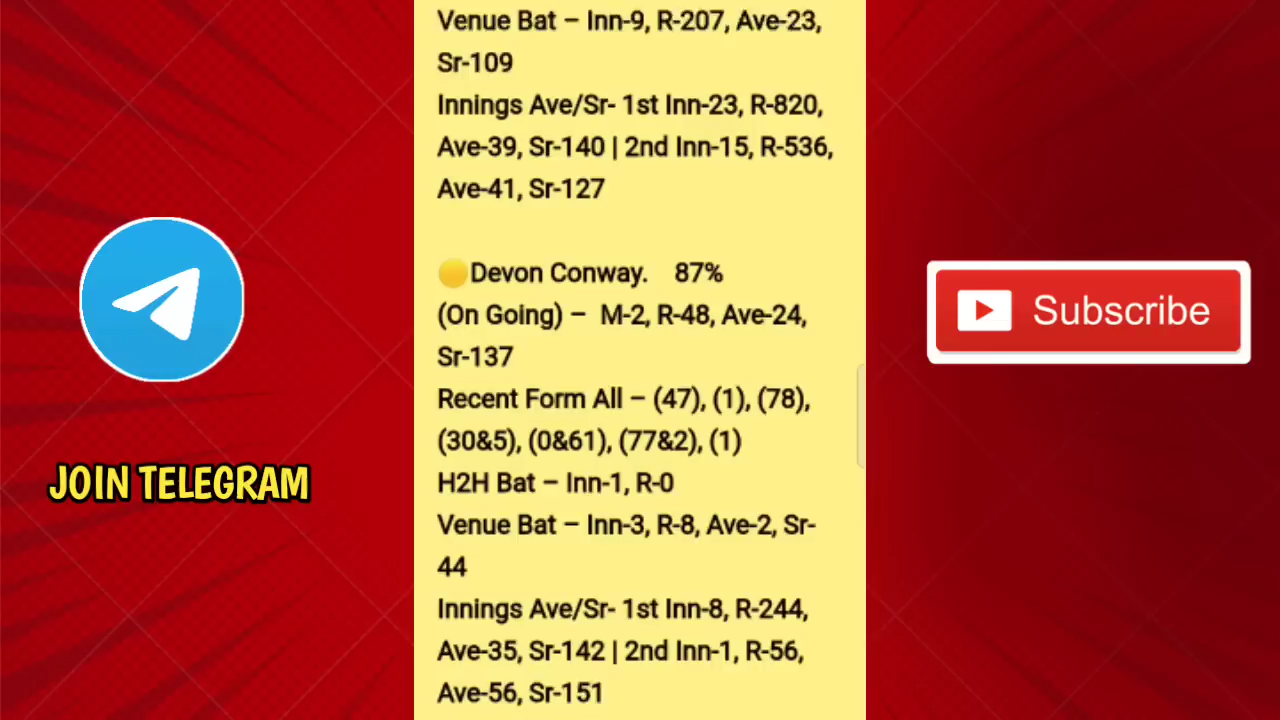 Venue Bat – Inn-9, R-207, Ave-23,
Sr-109
Innings Ave/Sr- 1st Inn-23, R-820,
Ave-39, Sr-140 | 2nd Inn-15, R-536,
Ave-41, Sr-127
Devon Conway. 87%
(On Going) – M-2, R-48, Ave-24,
Sr-137
Recent Form All – (47), (1), (78),
(30&5), (0&61), (77&2), (1)
H2H Bat – Inn-1, R-0
Venue Bat – Inn-3, R-8, Ave-2, Sr-
44
Innings Ave/Sr- 1st Inn-8, R-244,
Ave-35, Sr-142 | 2nd Inn-1, R-56,
Ave-56, Sr-151
JOIN TELEGRAM
Subscribe